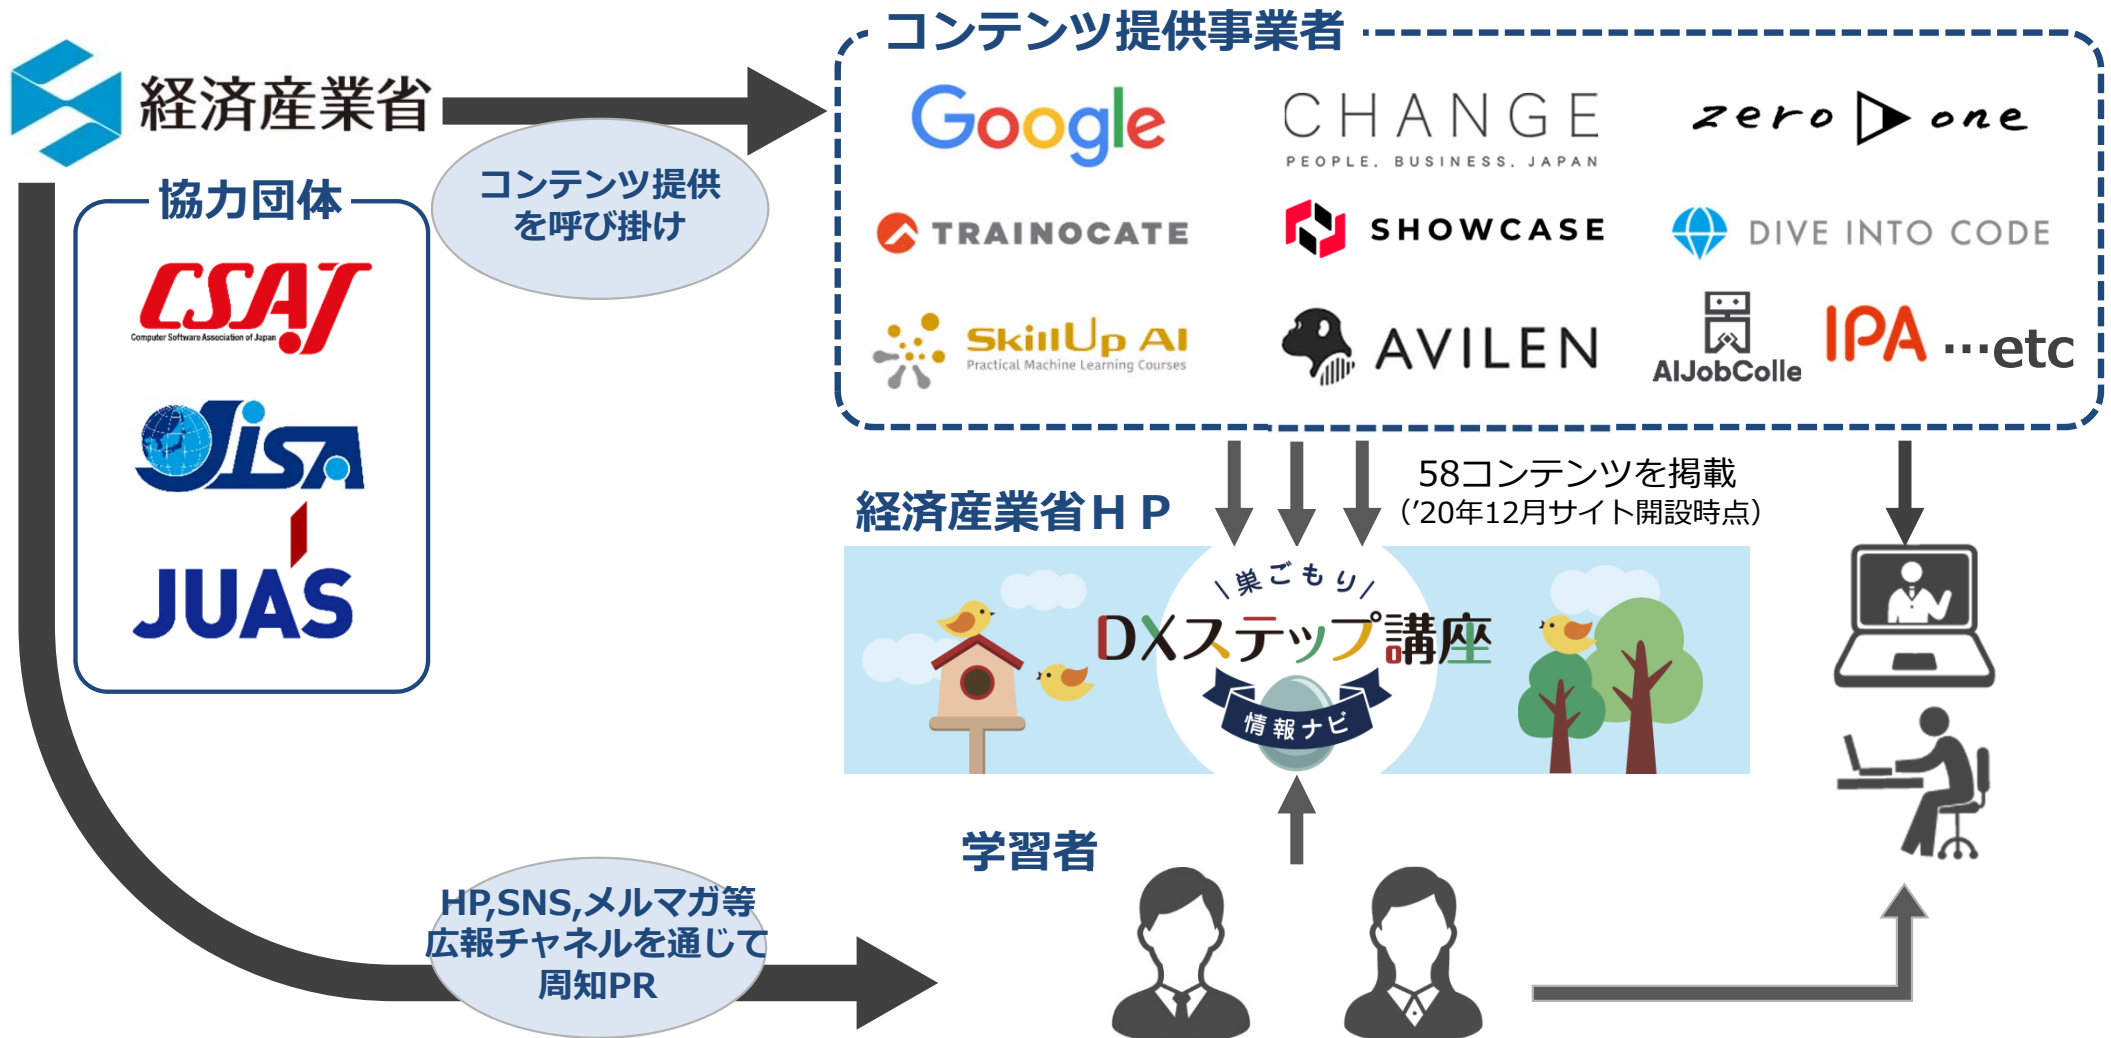 経済産業省
コンテンツ提供
を呼び掛け
協力団体
CSAJ
Computer Software Association of Japan
JISA
JUAS
コンテンツ提供事業者
Google
CHANGE
PEOPLE. BUSINESS. JAPAN
zero one
TRAINOCATE
SHOWCASE
DIVE INTO CODE
SkillUp AI
Practical Machine Learning Courses
AVILEN
AIJobColle
IPA
…etc
58コンテンツを掲載
（’20年12月サイト開設時点）
経済産業省ＨＰ
\巣ごもり/
DXステップ講座
情報ナビ
学習者
HP,SNS,メルマガ等
広報チャネルを通じて
周知PR